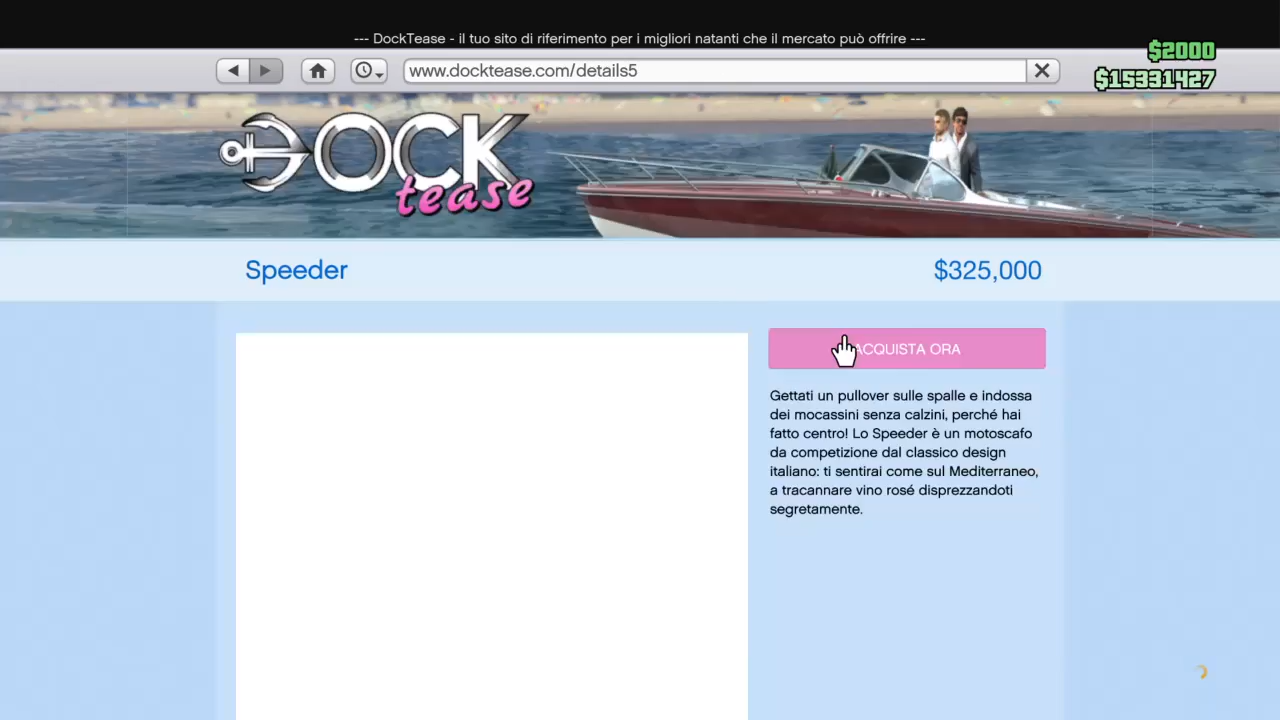 --- DockTease - il tuo sito di riferimento per i migliori natanti che il mercato può offrire ---
$2000
www.docktease.com/details5
$15331427
DOCK
tease
Speeder
$325,000
ACQUISTA ORA
Gettati un pullover sulle spalle e indossa
dei mocassini senza calzini, perché hai
fatto centro! Lo Speeder è un motoscafo
da competizione dal classico design
italiano: ti sentirai come sul Mediterraneo,
a tracannare vino rosé disprezzandoti
segretamente.